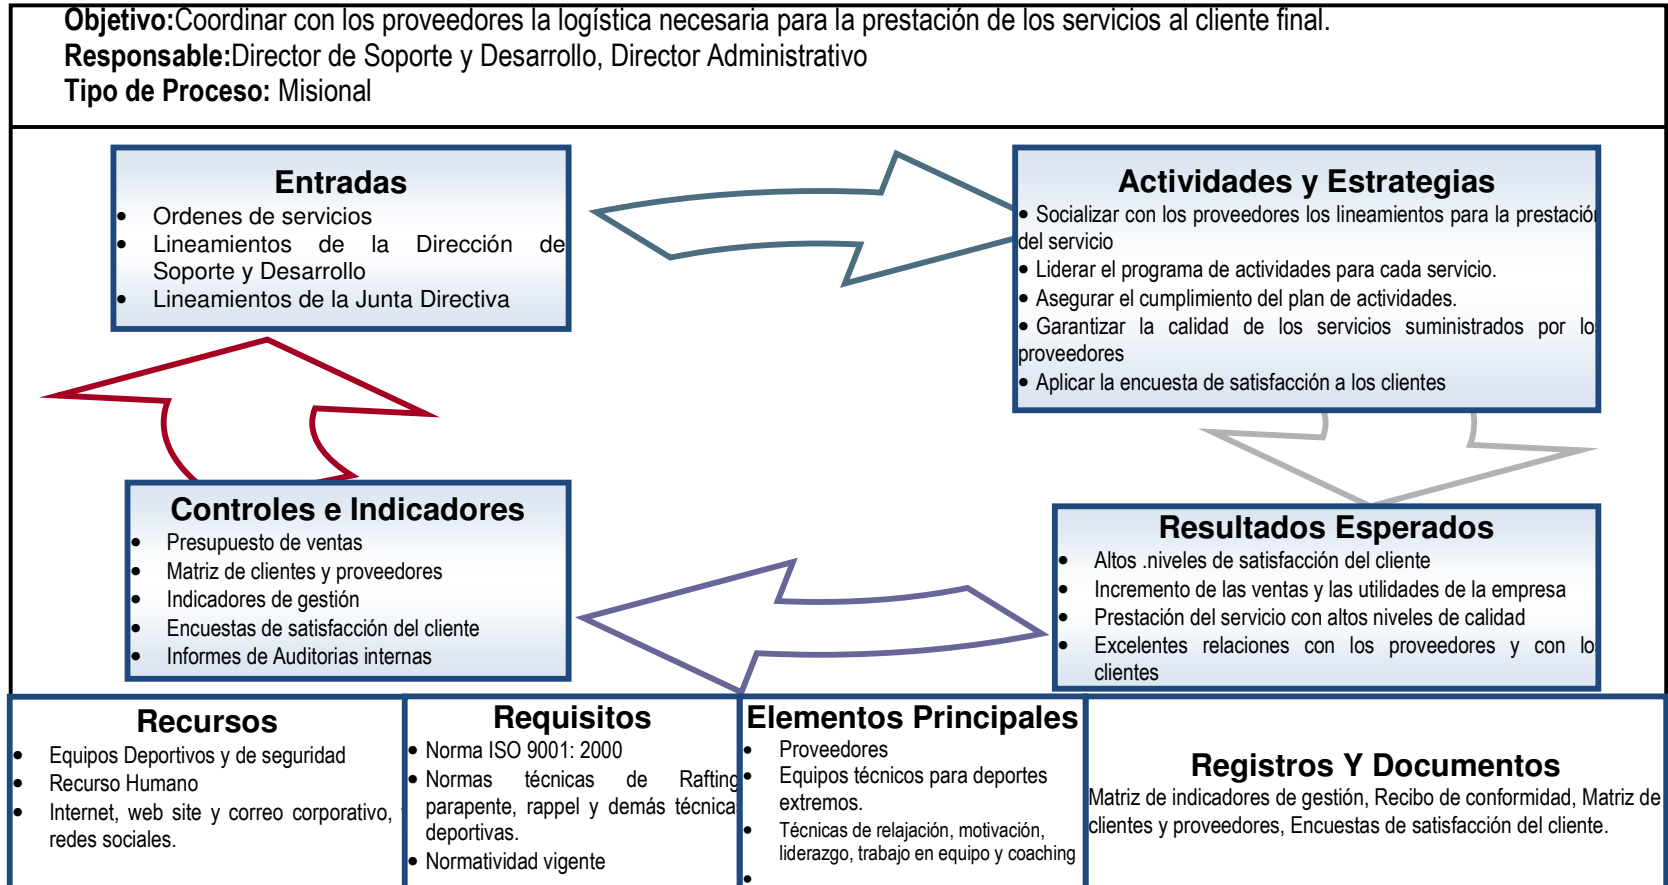 Objetivo:Coordinar con los proveedores la logística necesaria para la prestación de los servicios al cliente final.
Responsable:Director de Soporte y Desarrollo, Director Administrativo
Tipo de Proceso: Misional
Entradas
• Ordenes de servicios
• Lineamientos de la Dirección de
Soporte y Desarrollo
• Lineamientos de la Junta Directiva
Actividades y Estrategias
• Socializar con los proveedores los lineamientos para la prestación
del servicio
• Liderar el programa de actividades para cada servicio.
• Asegurar el cumplimiento del plan de actividades.
• Garantizar la calidad de los servicios suministrados por lo
proveedores
• Aplicar la encuesta de satisfacción a los clientes
Controles e Indicadores
• Presupuesto de ventas
• Matriz de clientes y proveedores
• Indicadores de gestión
• Encuestas de satisfacción del cliente
• Informes de Auditorias internas
Resultados Esperados
• Altos .niveles de satisfacción del cliente
• Incremento de las ventas y las utilidades de la empresa
• Prestación del servicio con altos niveles de calidad
• Excelentes relaciones con los proveedores y con lo
clientes
Recursos
• Equipos Deportivos y de seguridad
• Recurso Humano
• Internet, web site y correo corporativo,
redes sociales.
Requisitos
• Norma ISO 9001: 2000
• Normas técnicas de Rafting
parapente, rappel y demás técnica
deportivas.
• Normatividad vigente
Elementos Principales
• Proveedores
• Equipos técnicos para deportes
extremos.
• Técnicas de relajación, motivación,
liderazgo, trabajo en equipo y coaching
•
Registros Y Documentos
Matriz de indicadores de gestión, Recibo de conformidad, Matriz de
clientes y proveedores, Encuestas de satisfacción del cliente.